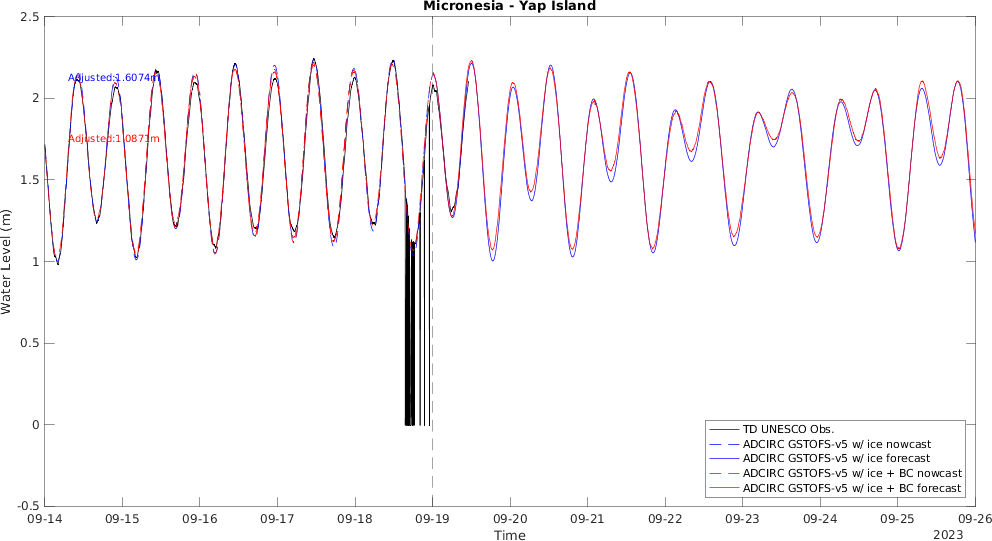 Micronesia - Yap Island
2.5
2
1.5
1
0.5
0
-0.5
Water Level (m)
Adjusted:1.6074m
Adjusted:1.0871m
TD UNESCO Obs.
ADCIRC GSTOFS-v5 w/ ice nowcast
ADCIRC GSTOFS-v5 w/ ice forecast
ADCIRC GSTOFS-v5 w/ ice + BC nowcast
ADCIRC GSTOFS-v5 w/ ice + BC forecast
09-14 09-15 09-16 09-17 09-18 09-19 09-20 09-21 09-22 09-23 09-24 09-25 09-26
Time
2023